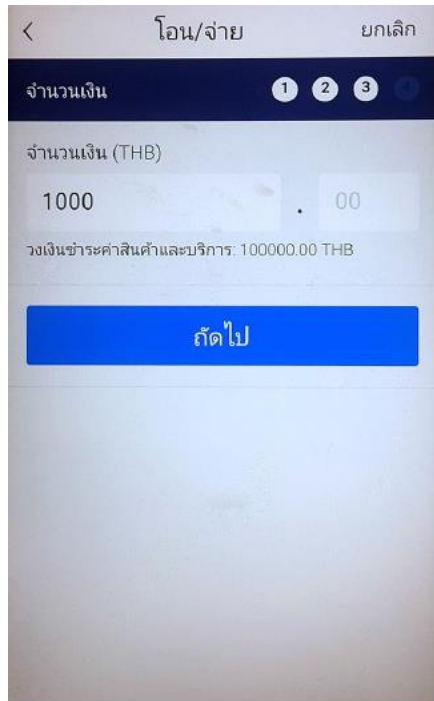 < โอน/จ่าย ยกเลิก
จำนวนเงิน 1 2 3 4
จำนวนเงิน (THB)
1000 . 00
วงเงินชำระค่าสินค้าและบริการ: 100000.00 THB
ถัดไป